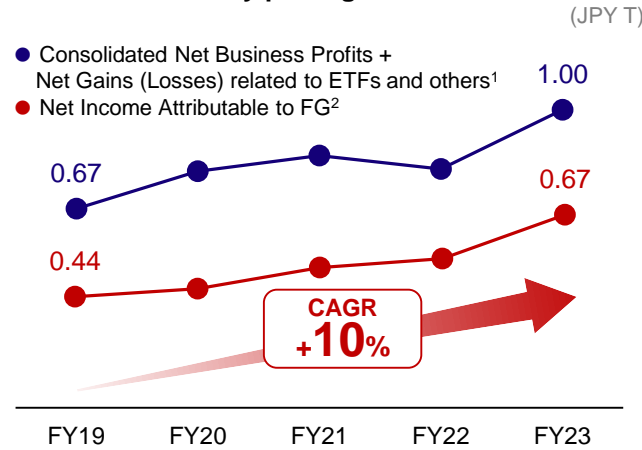 (JPY T)
Consolidated Net Business Profits +
Net Gains (Losses) related to ETFs and others¹
Net Income Attributable to FG²
1.00
0.67
0.67
0.44
CAGR
+10%
FY19 FY20 FY21 FY22 FY23